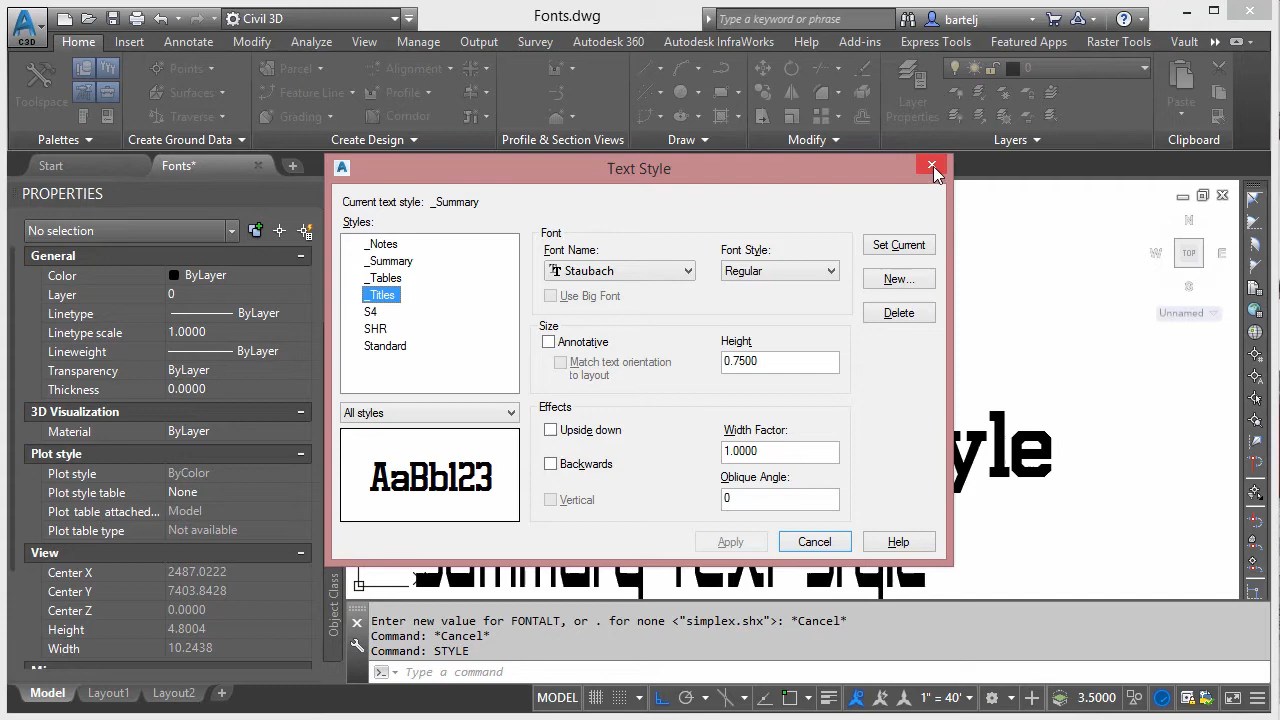 C3D
Civil 3D
Fonts.dwg
Type a keyword or phrase
bartelj
Home Insert Annotate Modify Analyze View Manage Output Survey Autodesk 360 Autodesk InfraWorks Help Add-ins Express Tools Featured Apps Raster Tools Vault
Toolspace
Points
Surfaces
Traverse
Parcel
Feature Line
Grading
Alignment
Profile
Corridor
Layer
Properties
0
Paste
Palettes Create Ground Data Create Design Profile & Section Views Draw Modify Layers Clipboard
Start Fonts*
PROPERTIES
No selection
General
Color ByLayer
Layer 0
Linetype ByLayer
Linetype scale 1.0000
Lineweight ByLayer
Transparency ByLayer
Thickness 0.0000
3D Visualization
Material ByLayer
Plot style
Plot style ByColor
Plot style table None
Plot table attached... Model
Plot table type Not available
View
Center X 2487.0222
Center Y 7403.8428
Center Z 0.0000
Height 4.8004
Width 10.2438
Object Class
Text Style
Current text style: _Summary
Styles:
_Notes
_Summary
_Tables
_Titles
S4
SHR
Standard
All styles
AaBb123
Font
Font Name:
Staubach
Use Big Font
Font Style:
Regular
Size
Annotative
Match text orientation
to layout
Height
0.7500
Effects
Upside down
Backwards
Vertical
Width Factor:
1.0000
Oblique Angle:
0
Set Current
New...
Delete
Apply Cancel Help
N
W TOP E
S
Unnamed
yle
Summary Text Style
Enter new value for FONTALT, or . for none <"simplex.shx">: *Cancel*
Command: *Cancel*
Command: STYLE
Type a command
Model Layout1 Layout2 +
MODEL 1" = 40' 3.5000